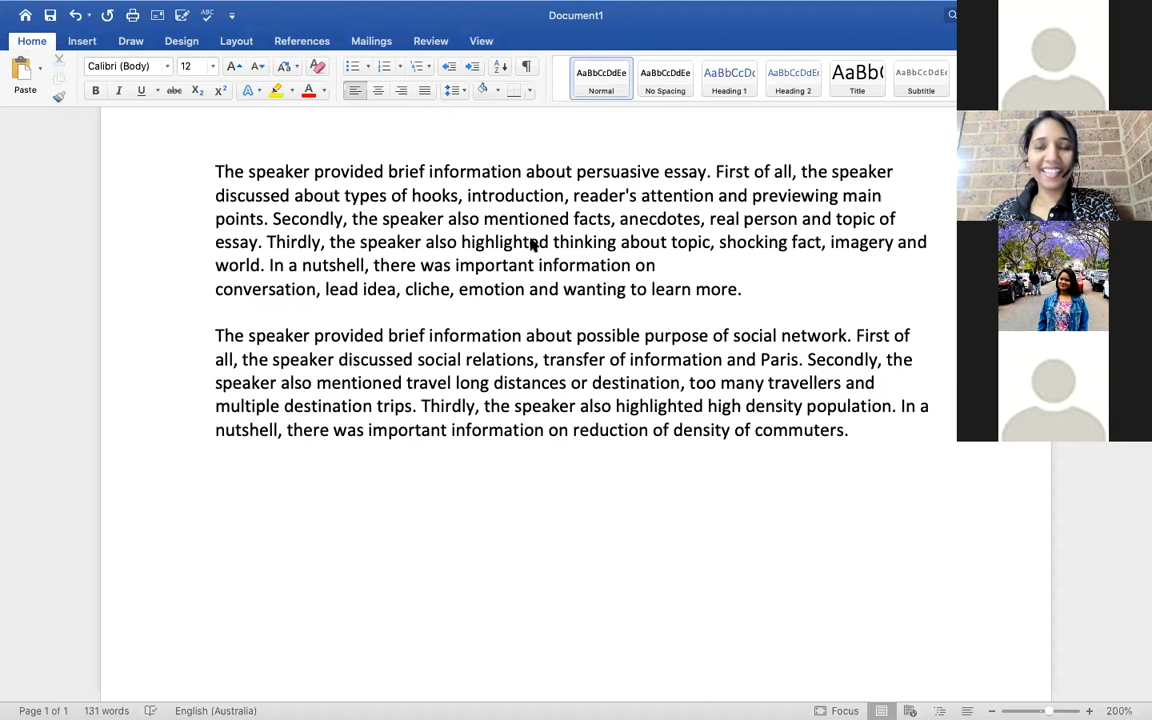 Document1
Home Insert Draw Design Layout References Mailings Review View
Calibri (Body) 12
AaBbCcDdEe AaBbCcDdEe AaBbCcDc AaBbCcDdEe AaBb( AaBbCcDdEe
Paste B I U abc X2 X2 A A Normal No Spacing Heading 1 Heading 2 Title Subtitle
The speaker provided brief information about persuasive essay. First of all, the speaker
discussed about types of hooks, introduction, reader's attention and previewing main
points. Secondly, the speaker also mentioned facts, anecdotes, real person and topic of
essay. Thirdly, the speaker also highlighted thinking about topic, shocking fact, imagery and
world. In a nutshell, there was important information on
conversation, lead idea, cliche, emotion and wanting to learn more.
The speaker provided brief information about possible purpose of social network. First of
all, the speaker discussed social relations, transfer of information and Paris. Secondly, the
speaker also mentioned travel long distances or destination, too many travellers and
multiple destination trips. Thirdly, the speaker also highlighted high density population. In a
nutshell, there was important information on reduction of density of commuters.
Page 1 of 1 131 words English (Australia) Focus 200%